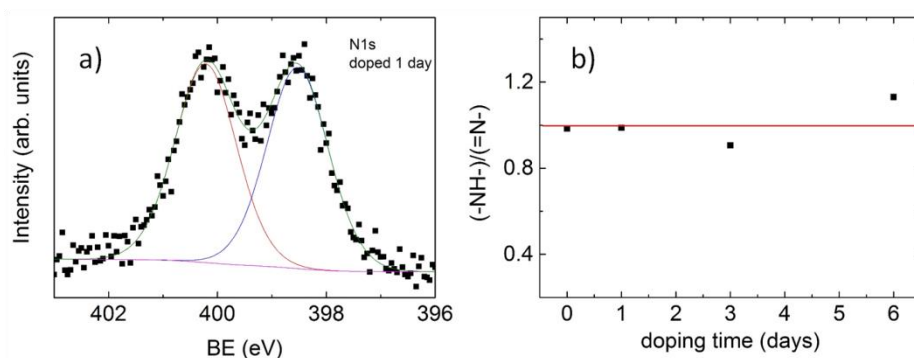 a)
N1s
doped 1 day
Intensity (arb. units)
402
400
398
396
BE (eV)
b)
(-NH-)/(=N-)
1.2
0.8
0.4
0
1
2
3
4
5
6
doping time (days)